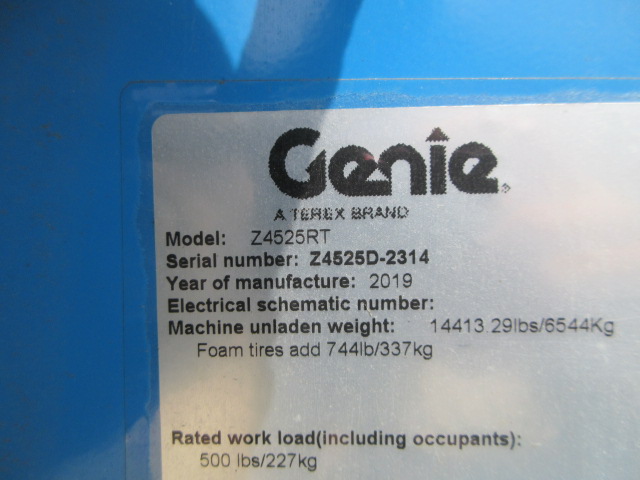 Genie
A TEREX BRAND
Model: Z4525RT
Serial number: Z4525D-2314
Year of manufacture: 2019
Electrical schematic number:
Machine unladen weight: 14413.29lbs/6544Kg
Foam tires add 744lb/337kg
Rated work load(including occupants):
500 lbs/227kg